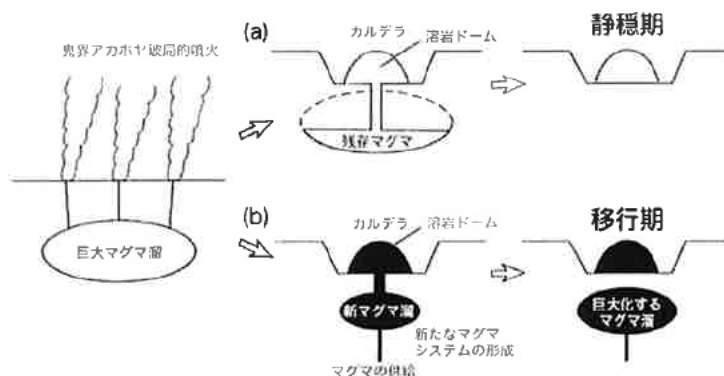 鬼界アカホヤ破局的噴火
巨大マグマ溜
(a)
カルデラ
溶岩ドーム
残存マグマ
静穏期
(b)
カルデラ
溶岩ドーム
新マグマ溜
新たなマグマ
システムの形成
マグマの供給
移行期
巨大化する
マグマ溜